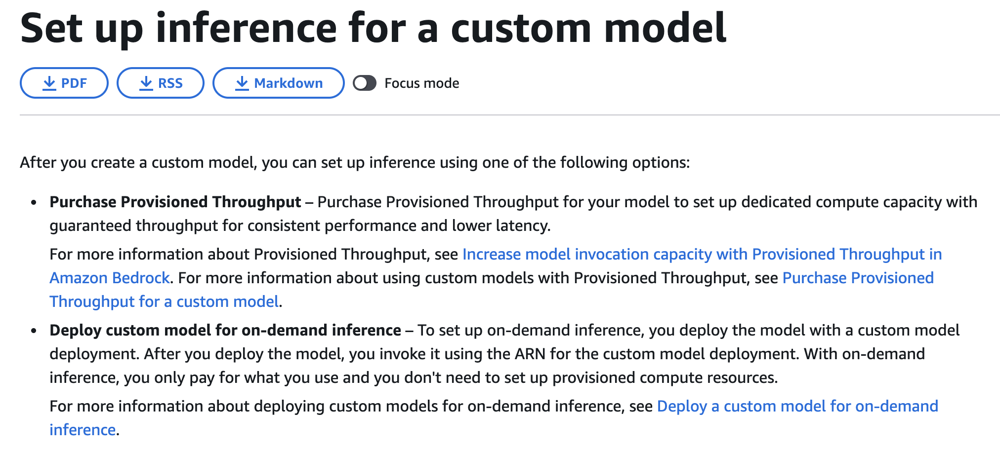 Set up inference for a custom model
PDF RSS Markdown Focus mode
After you create a custom model, you can set up inference using one of the following options:
• Purchase Provisioned Throughput – Purchase Provisioned Throughput for your model to set up dedicated compute capacity with
guaranteed throughput for consistent performance and lower latency.
For more information about Provisioned Throughput, see Increase model invocation capacity with Provisioned Throughput in
Amazon Bedrock. For more information about using custom models with Provisioned Throughput, see Purchase Provisioned
Throughput for a custom model.
• Deploy custom model for on-demand inference – To set up on-demand inference, you deploy the model with a custom model
deployment. After you deploy the model, you invoke it using the ARN for the custom model deployment. With on-demand
inference, you only pay for what you use and you don't need to set up provisioned compute resources.
For more information about deploying custom models for on-demand inference, see Deploy a custom model for on-demand
inference.